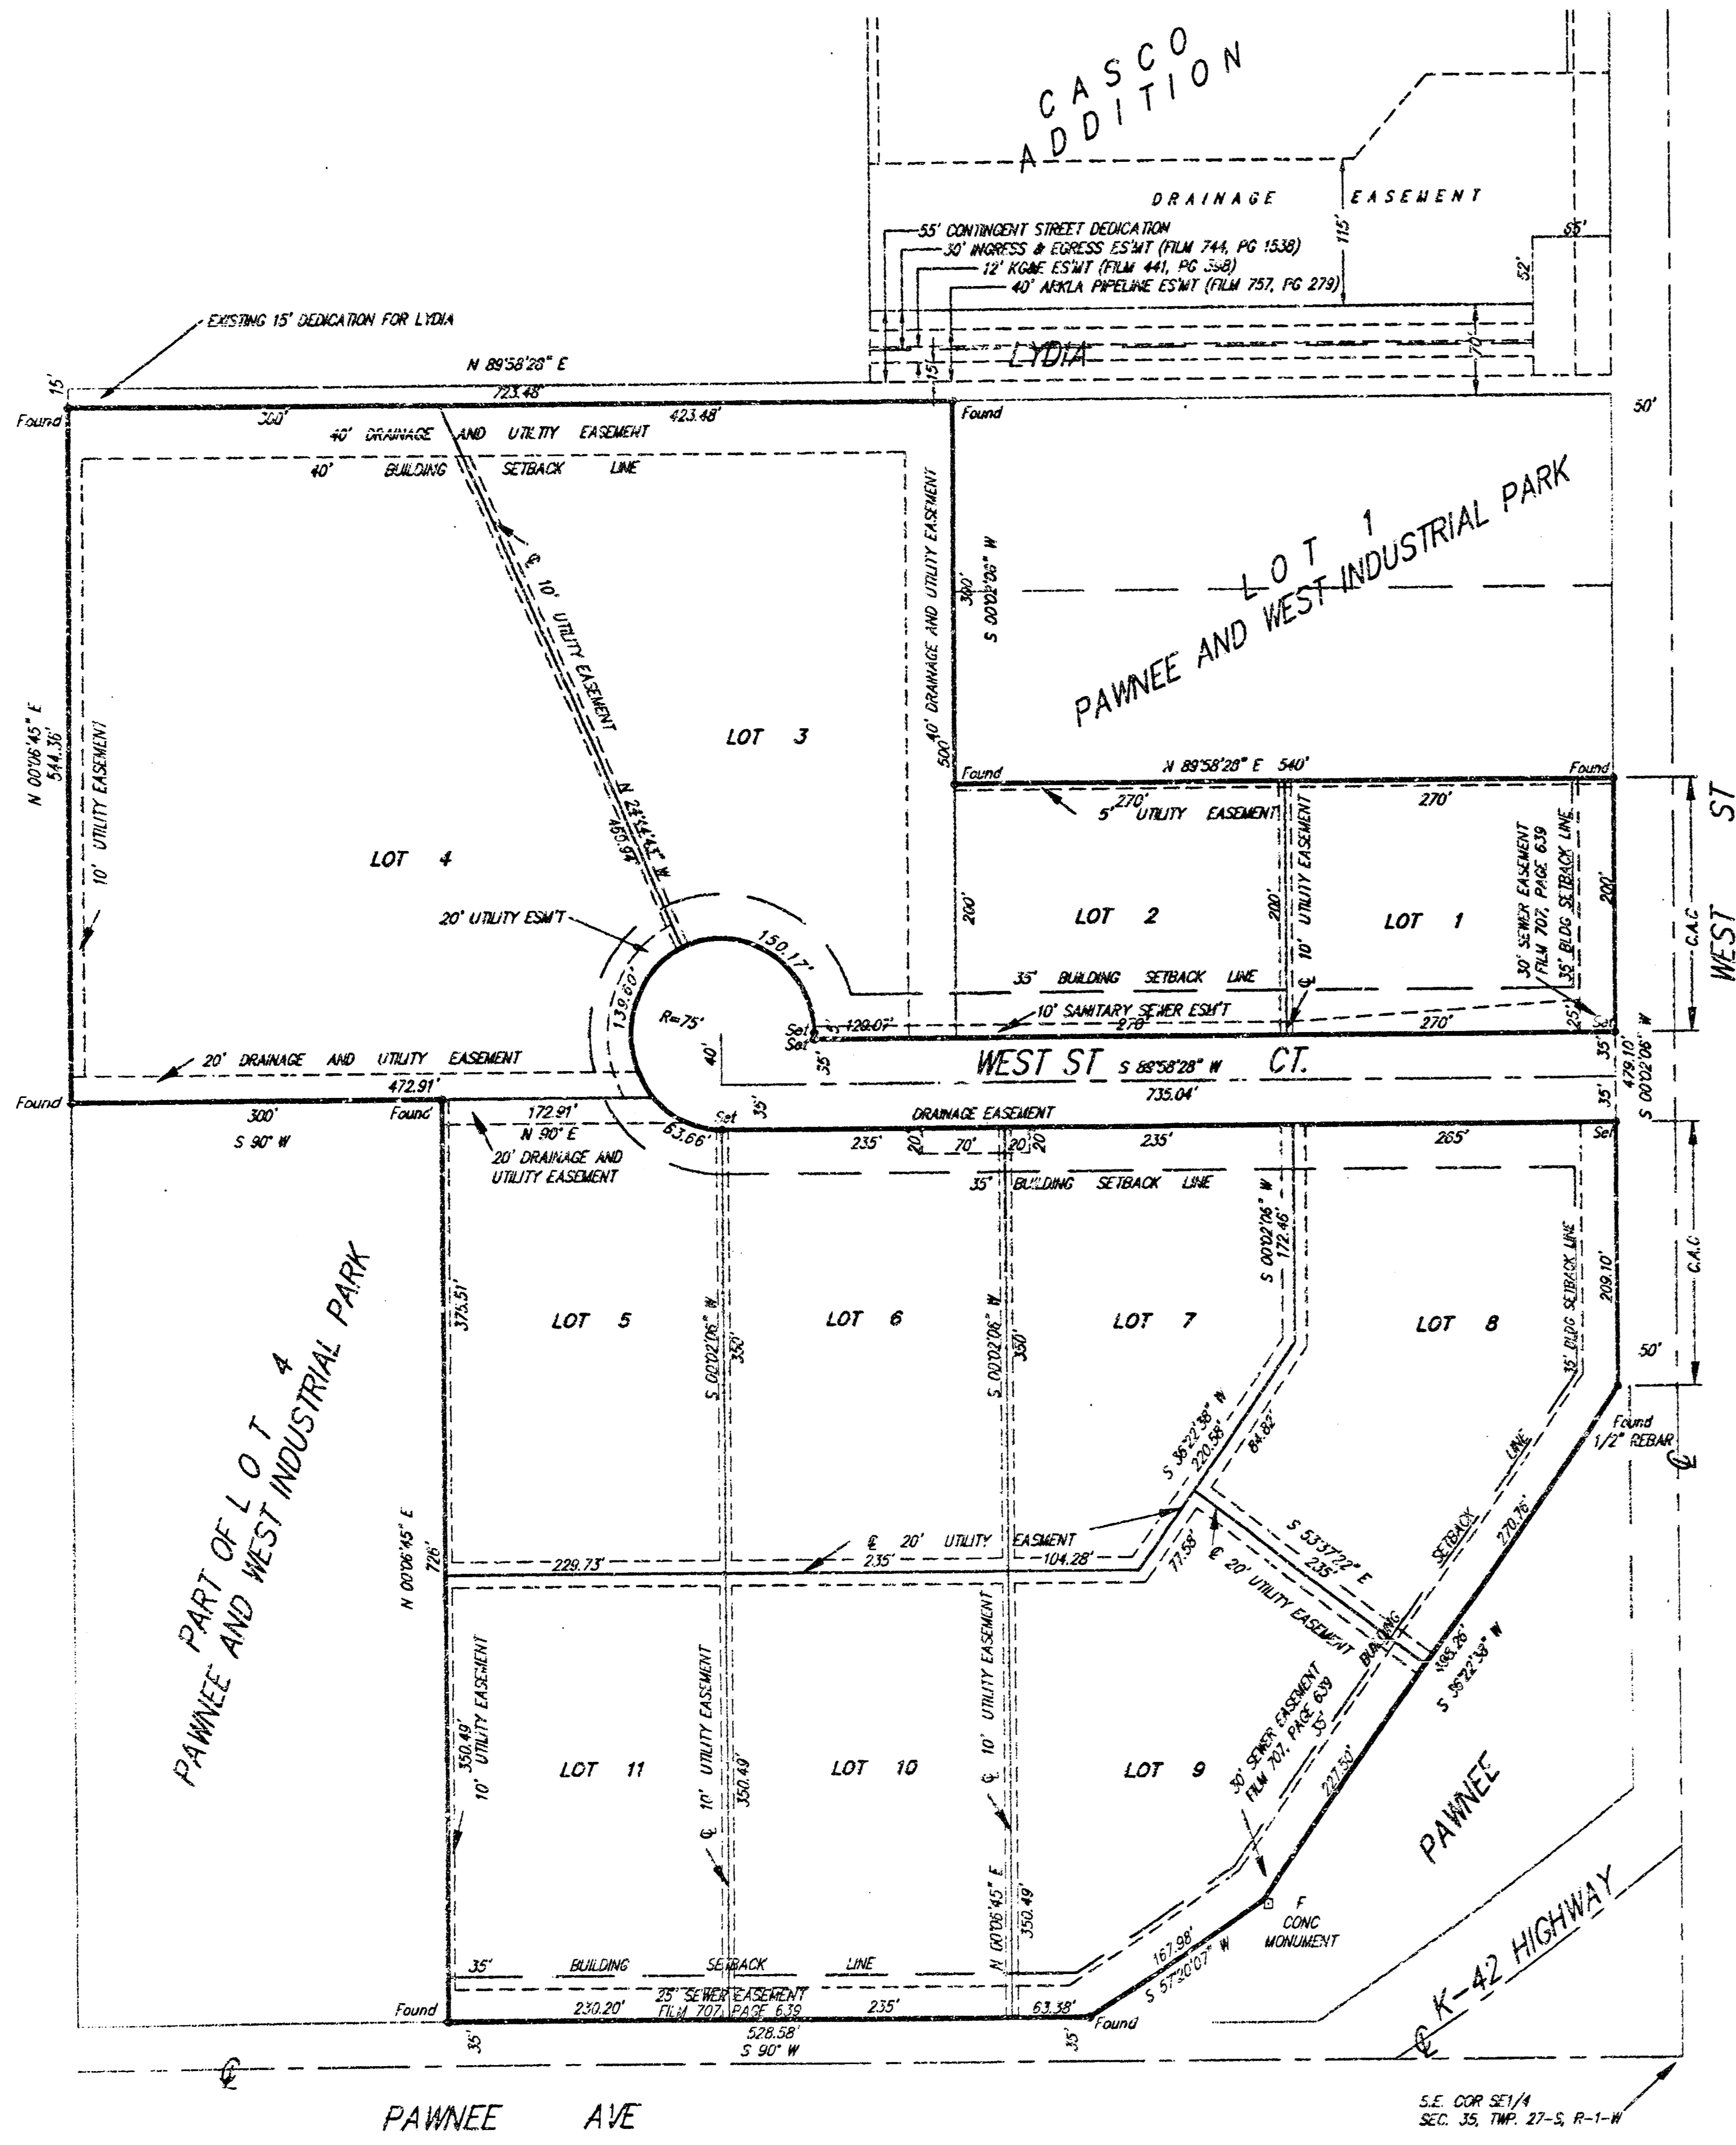 CASCO
ADDITION
DRAINAGE EASEMENT
115'
55' CONTINGENT STREET DEDICATION
30' INGRESS & EGRESS ES'MT (FILM 744, PG 1538)
12' KG&E ES'MT (FILM 441, PG 398)
40' ARKLA PIPELINE ES'MT (FILM 757, PG 279)
52'
EXISTING 15' DEDICATION FOR LYDIA
LYDIA
70'
15'
15'
N 89°58'28" E
723.48'
Found
300'
423.48'
Found
50'
40' DRAINAGE AND UTILITY EASEMENT
40' BUILDING SETBACK LINE
℄ 10' UTILITY EASEMENT
40' DRAINAGE AND UTILITY EASEMENT
300'
S 00°02'06" W
500'
LOT 1
PAWNEE AND WEST INDUSTRIAL PARK
N 00°06'45" E
544.36'
10' UTILITY EASEMENT
LOT 3
LOT 4
N 24°44'43" W
460.94'
Found
N 89°58'28" E 540'
Found
270'
5' UTILITY EASEMENT
270'
℄ 10' UTILITY EASEMENT
30' SEWER EASEMENT
FILM 707, PAGE 639
35' BLDG SETBACK LINE
200'
C.A.C
WEST ST
WEST
200'
LOT 2
200'
LOT 1
20' UTILITY ESM'T
150.17'
139.60'
R=75'
35' BUILDING SETBACK LINE
10' SANITARY SEWER ESM'T
Set
Set
5'
129.07'
270'
270'
25'
Set
40'
35'
WEST ST S 89°58'28" W CT.
735.04'
35'
35'
479.10'
S 00°02'06" W
20' DRAINAGE AND UTILITY EASEMENT
472.91'
Found
300'
S 90° W
Found
172.91'
N 90° E
63.66'
Set
35'
DRAINAGE EASEMENT
235'
20'
70'
20'
20'
235'
265'
Set
20' DRAINAGE AND
UTILITY EASEMENT
35' BUILDING SETBACK LINE
S 00°02'06" W
172.46'
35' BLDG SETBACK LINE
209.10'
C.A.C
PART OF LOT 4
PAWNEE AND WEST INDUSTRIAL PARK
375.51'
LOT 5
S 00°02'06" W
350'
LOT 6
S 00°02'06" W
350'
LOT 7
LOT 8
50'
Found
1/2" REBAR
℄
S 36°22'38" W
220.58'
84.82'
N 00°06'45" E
726'
℄ 20' UTILITY EASMENT
229.73'
235'
104.28'
77.58'
S 53°37'22" E
235'
℄ 20' UTILITY EASEMENT
BUILDING SETBACK LINE
270.76'
498.26'
S 36°22'38" W
350.49'
10' UTILITY EASEMENT
LOT 11
℄ 10' UTILITY EASEMENT
350.49'
LOT 10
℄ 10' UTILITY EASEMENT
N 00°06'45" E
350.49'
LOT 9
30' SEWER EASEMENT
FILM 707, PAGE 639
35'
227.50'
PAWNEE
F
CONC
MONUMENT
167.98'
S 57°20'07" W
℄ K-42 HIGHWAY
35' BUILDING SETBACK LINE
25' SEWER EASEMENT
FILM 707, PAGE 639
Found
230.20'
235'
63.38'
Found
35'
528.58'
S 90° W
35'
℄
PAWNEE AVE
S.E. COR SE1/4
SEC. 35, TWP. 27-S, R-1-W